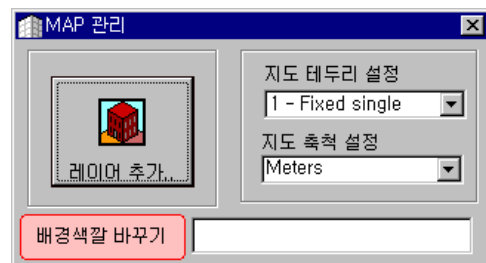 MAP 관리
지도 테두리 설정
1 - Fixed single
지도 축척 설정
Meters
레이어 추가..
배경색깔 바꾸기